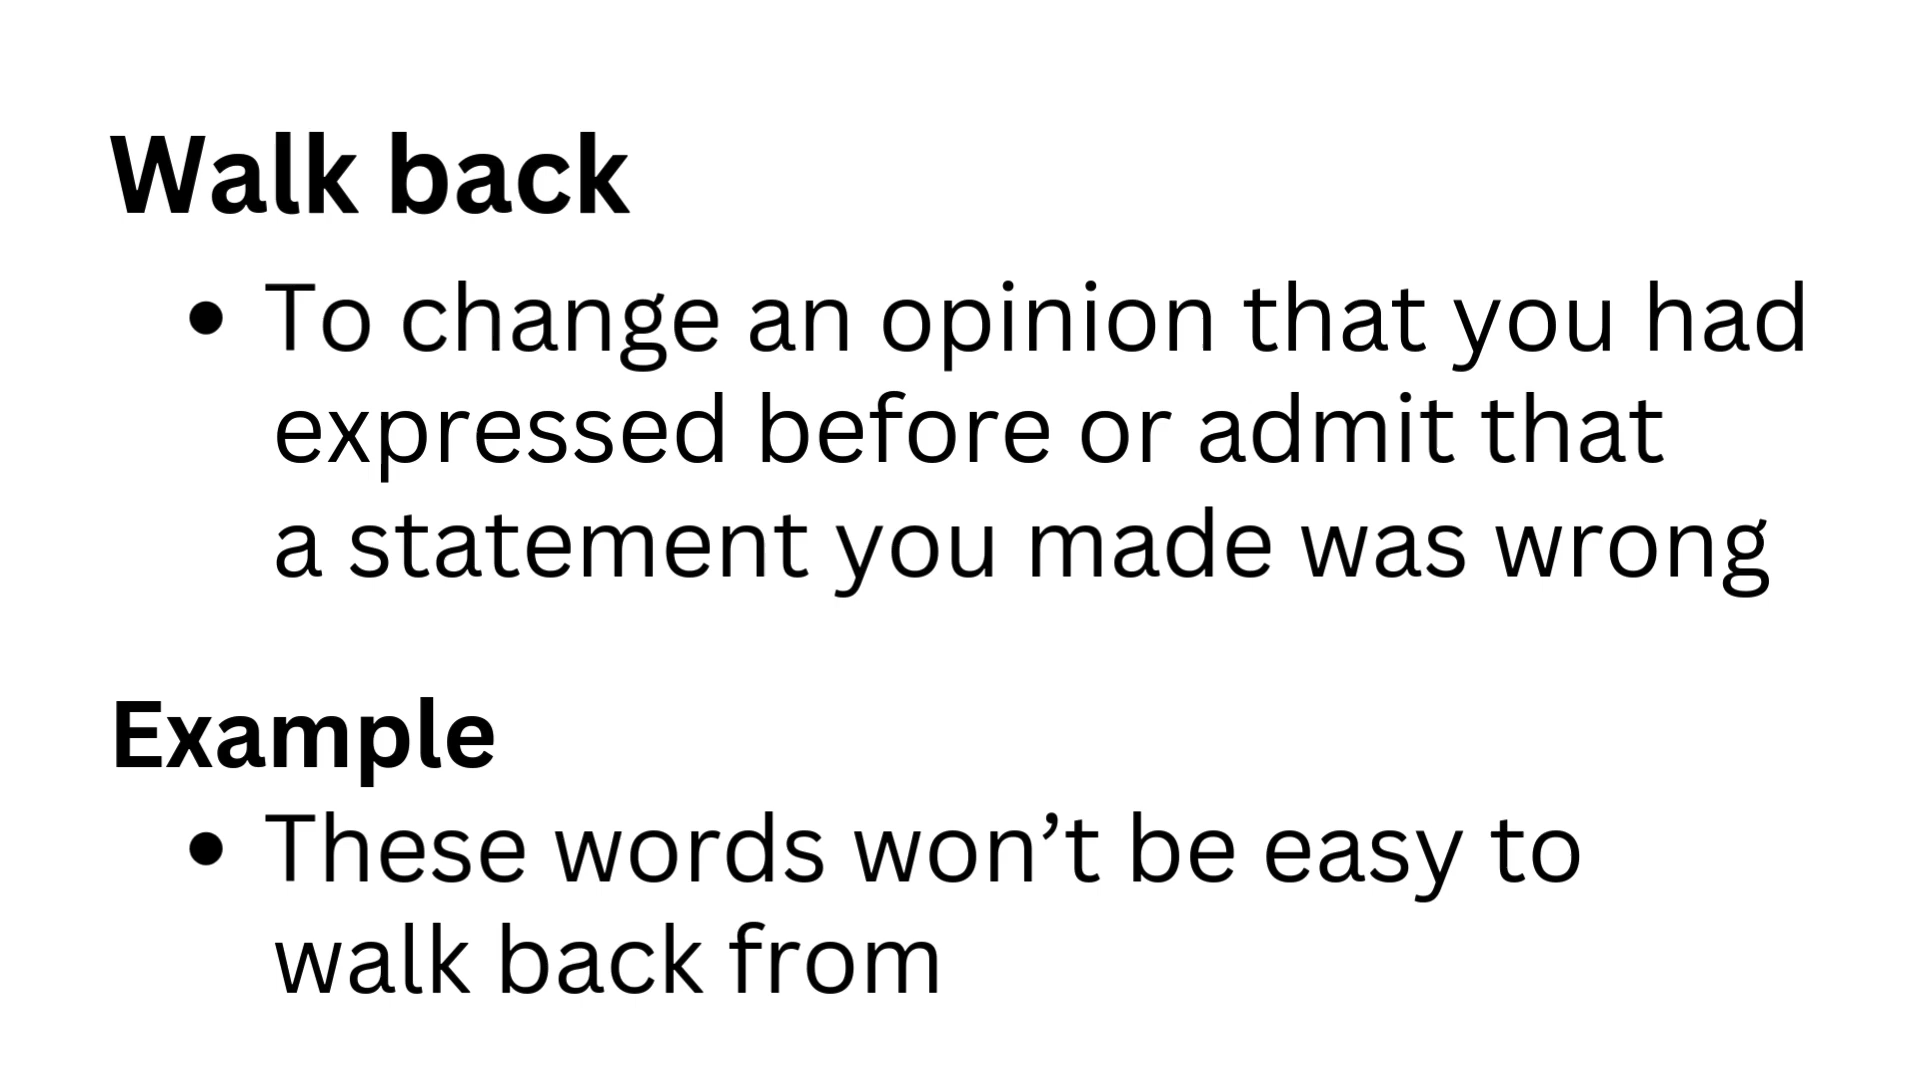 Walk back
• To change an opinion that you had
expressed before or admit that
a statement you made was wrong
Example
• These words won’t be easy to
walk back from